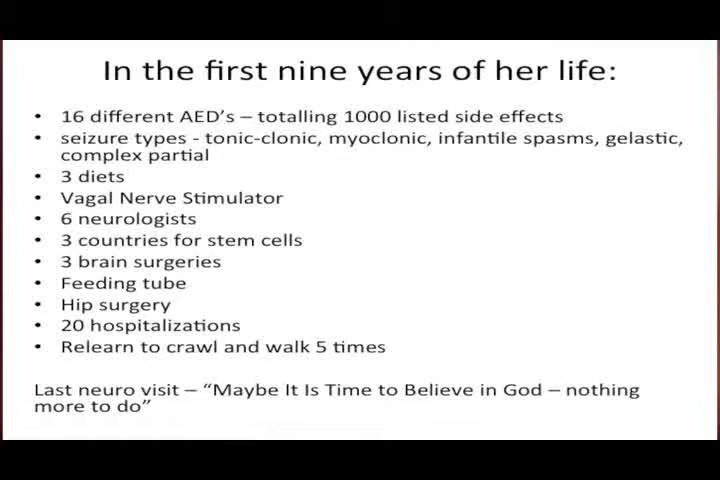 In the first nine years of her life:
• 16 different AED's – totalling 1000 listed side effects
• seizure types - tonic-clonic, myoclonic, infantile spasms, gelastic,
complex partial
• 3 diets
• Vagal Nerve Stimulator
• 6 neurologists
• 3 countries for stem cells
• 3 brain surgeries
• Feeding tube
• Hip surgery
• 20 hospitalizations
• Relearn to crawl and walk 5 times
Last neuro visit – “Maybe It Is Time to Believe in God – nothing
more to do”